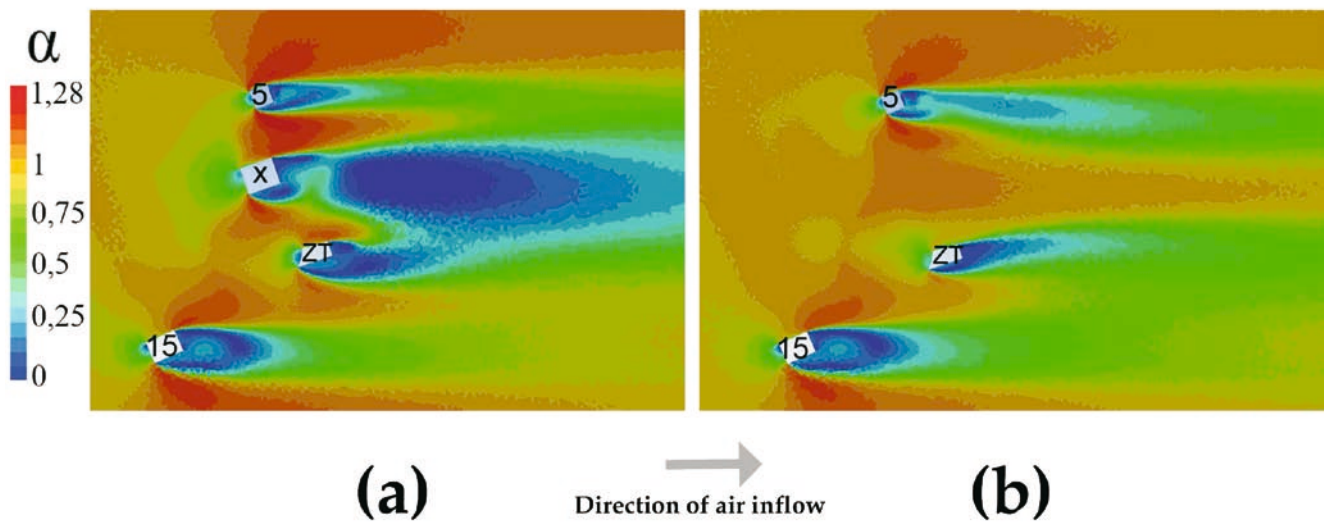 α
1,28
1
0,75
0,5
0,25
0
5
x
ZT
15
5
ZT
15
(a)
Direction of air inflow
(b)